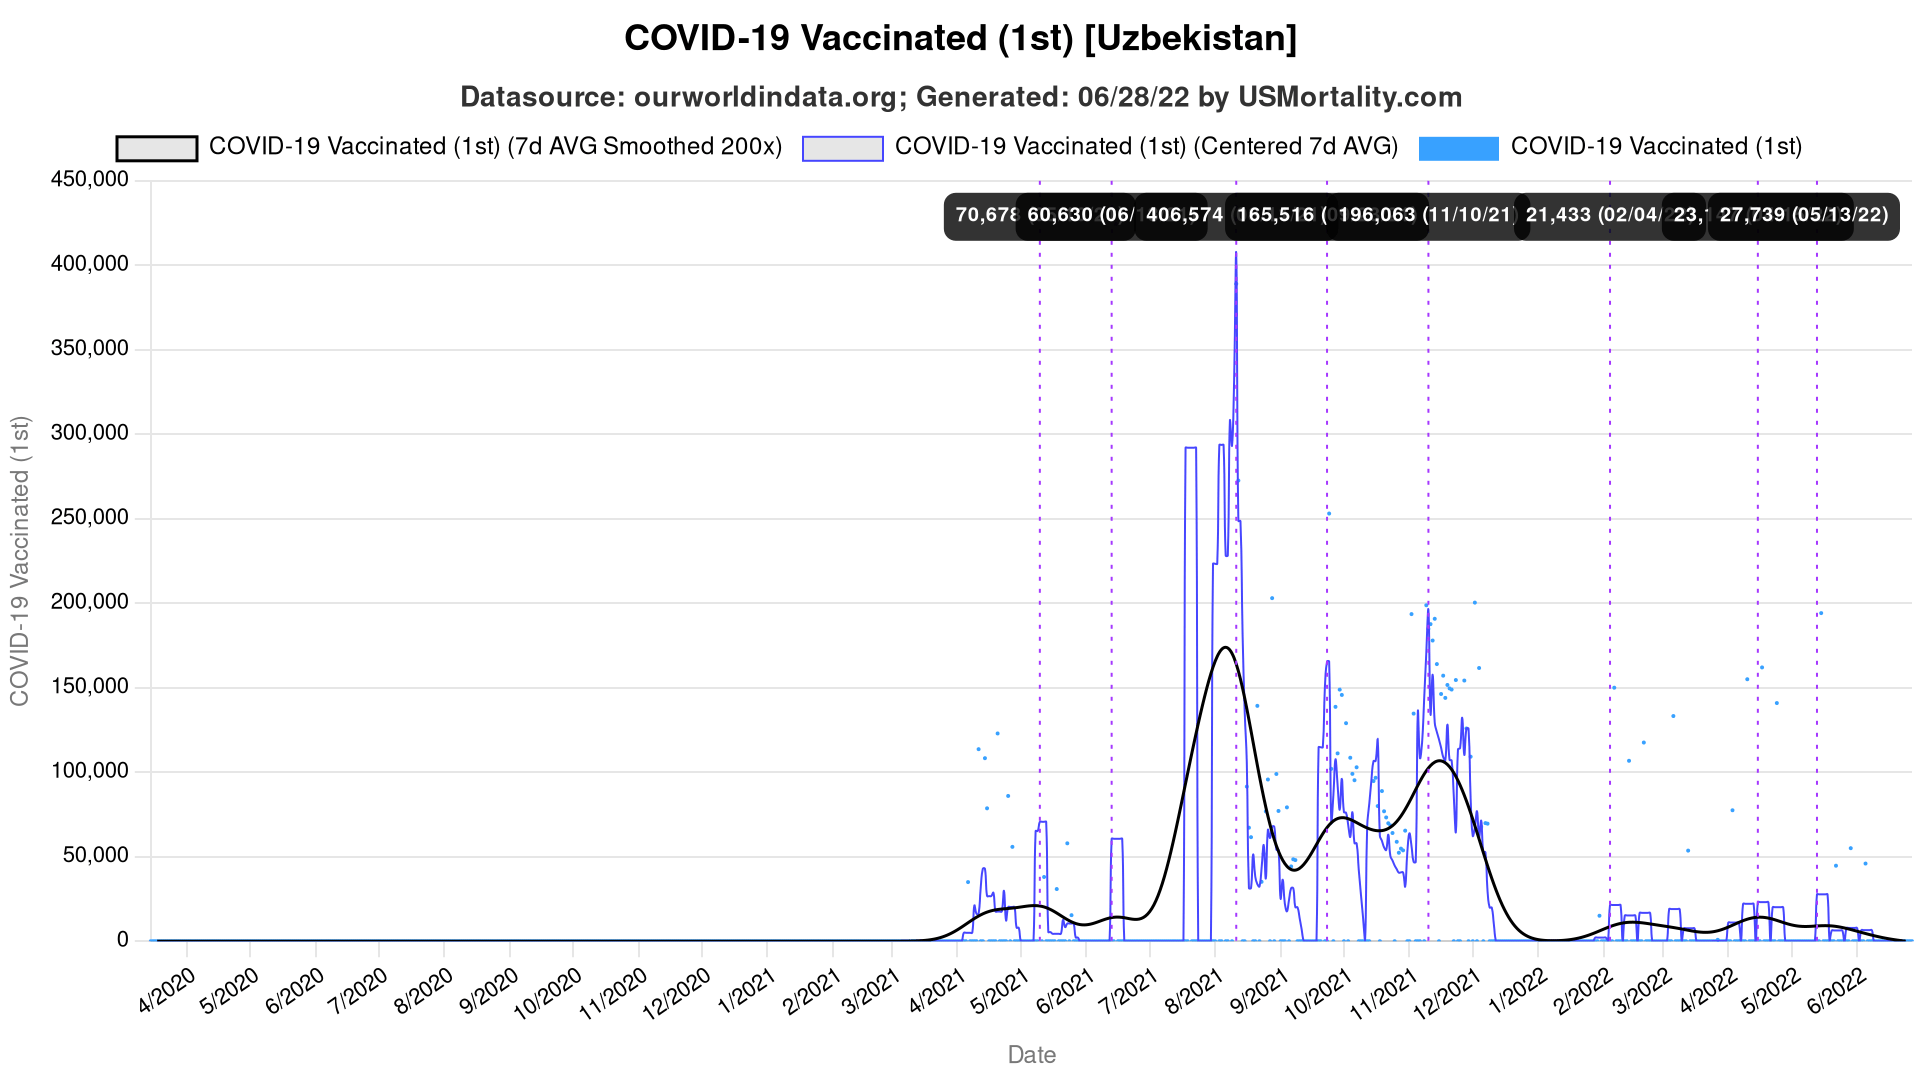 COVID-19 Vaccinated (1st) [Uzbekistan]
Datasource: ourworldindata.org; Generated: 06/28/22 by USMortality.com
COVID-19 Vaccinated (1st) (7d AVG Smoothed 200x) COVID-19 Vaccinated (1st) (Centered 7d AVG) COVID-19 Vaccinated (1st)
70,678 60,630 (06/1 406,574 165,516 ( 196,063 (11/10/21) 21,433 (02/04/ 23,1 27,739 (05/13/22)
450,000
400,000
350,000
300,000
250,000
200,000
150,000
100,000
50,000
0
COVID-19 Vaccinated (1st)
4/2020 5/2020 6/2020 7/2020 8/2020 9/2020 10/2020 11/2020 12/2020 1/2021 2/2021 3/2021 4/2021 5/2021 6/2021 7/2021 8/2021 9/2021 10/2021 11/2021 12/2021 1/2022 2/2022 3/2022 4/2022 5/2022 6/2022
Date